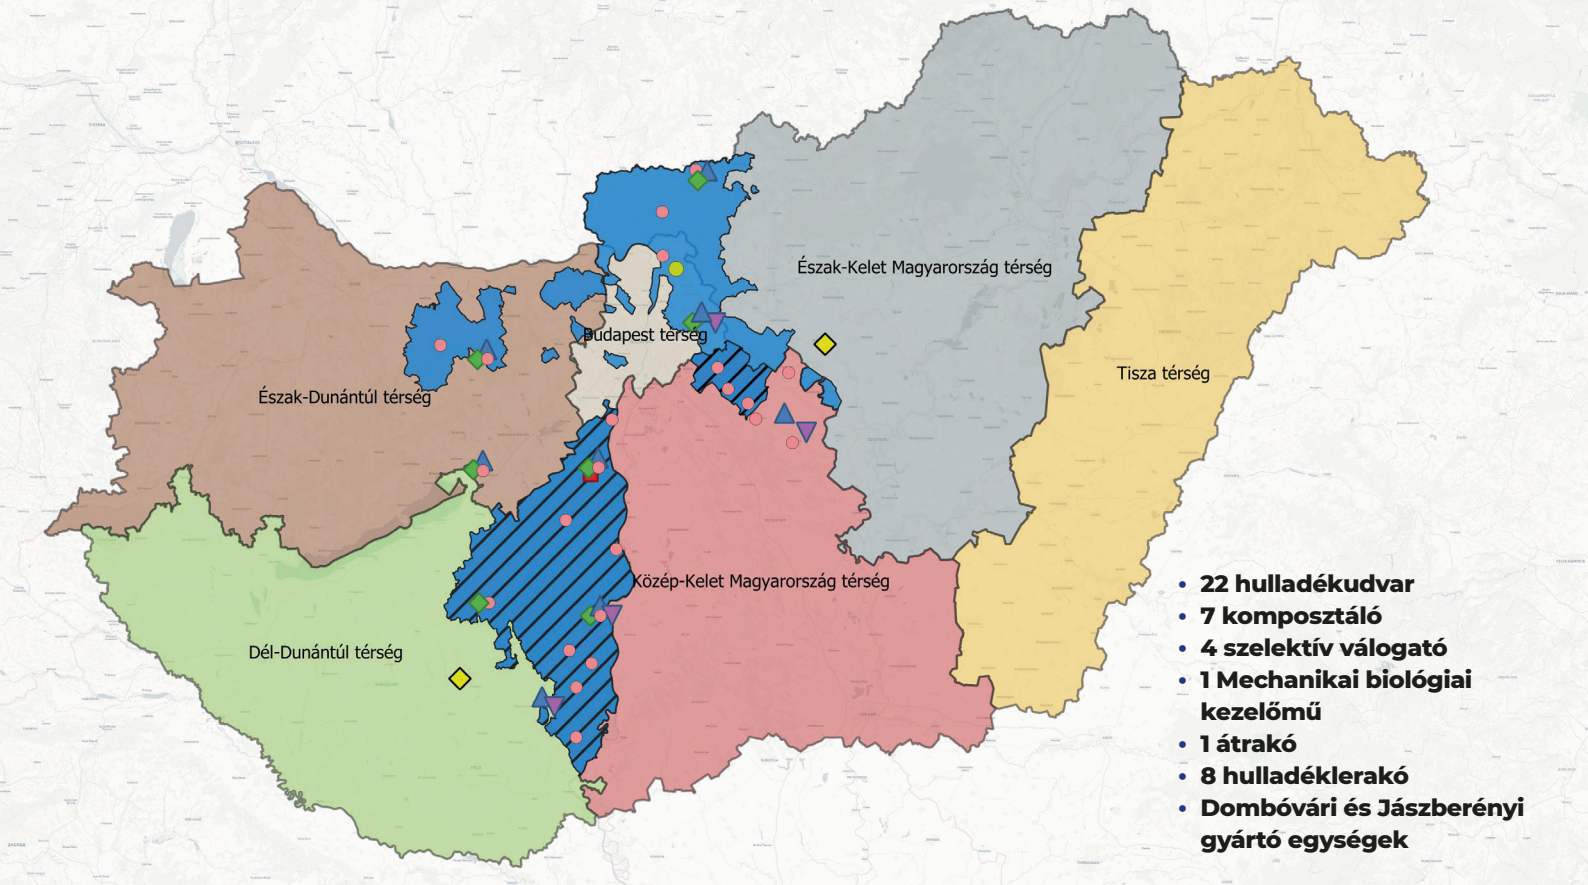 Észak-Kelet Magyarország térség
Budapest térség
Tisza térség
Észak-Dunántúl térség
Közép-Kelet Magyarország térség
Dél-Dunántúl térség
• 22 hulladékudvar
• 7 komposztáló
• 4 szelektív válogató
• 1 Mechanikai biológiai
kezelőmű
• 1 átrakó
• 8 hulladéklerakó
• Dombóvári és Jászberényi
gyártó egységek